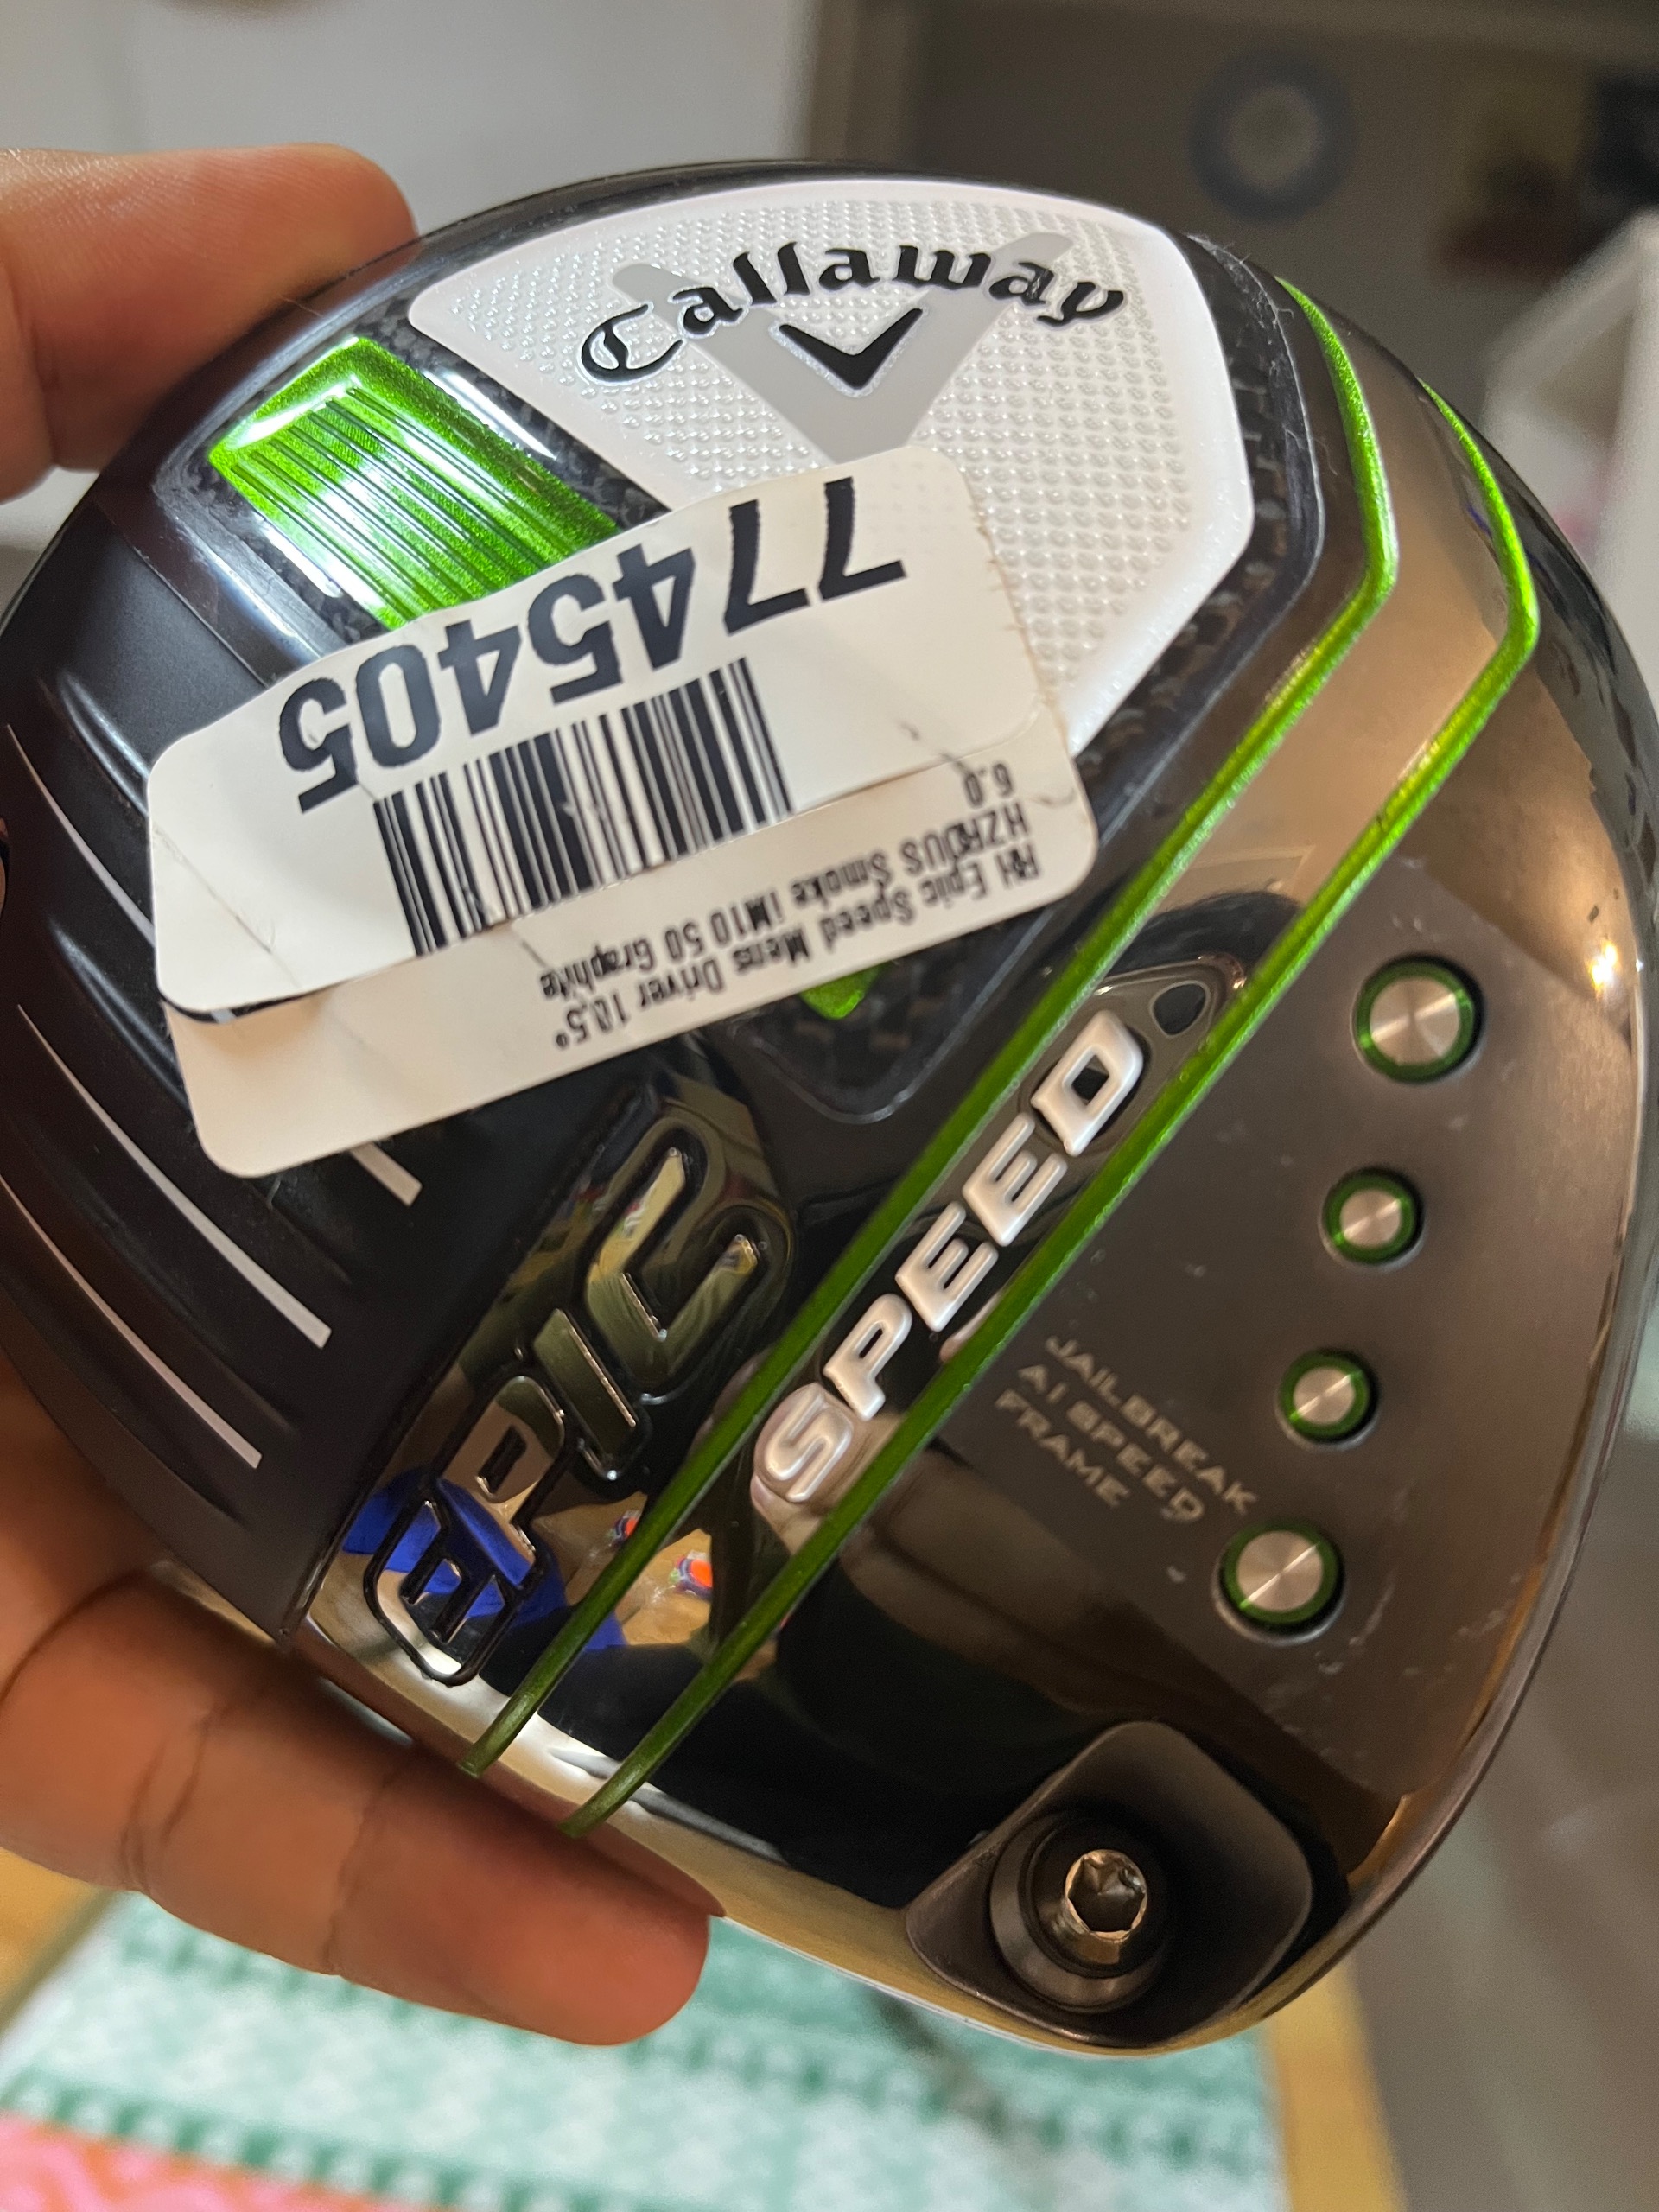 Callaway
7745405
RH Epic Speed Mens Driver 10.5°
HZRDUS Smoke iM10 50 Graphite
6.0
EPIC
SPEED
JAILBREAK
AI SPEED
FRAME